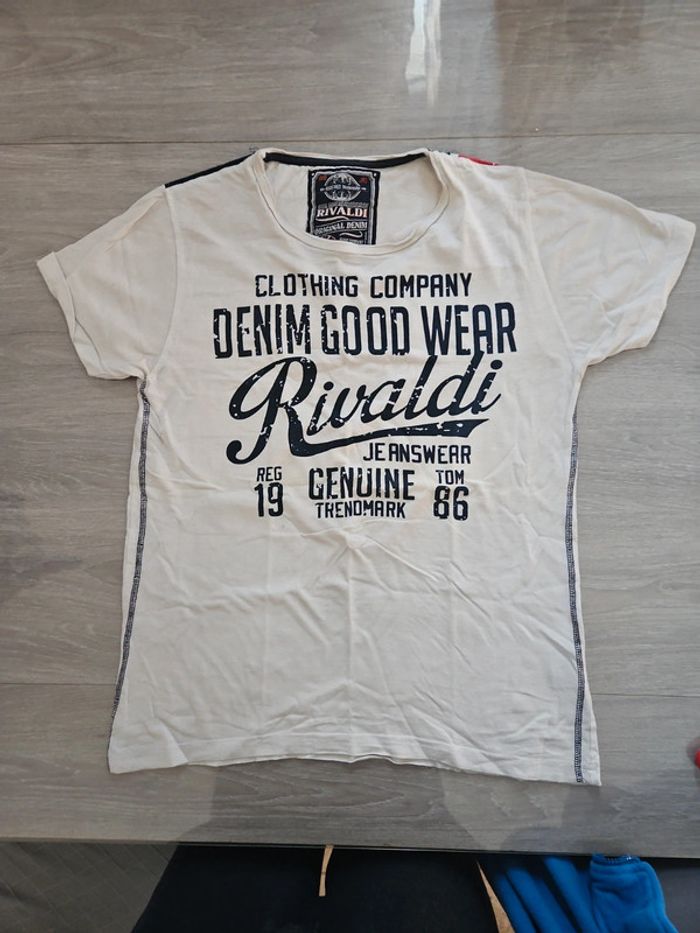 RIVALDI
ORIGINAL DENIM
CLOTHING COMPANY
DENIM GOOD WEAR
Rivaldi
JEANSWEAR
REG GENUINE TOM
19 TRENDMARK 86